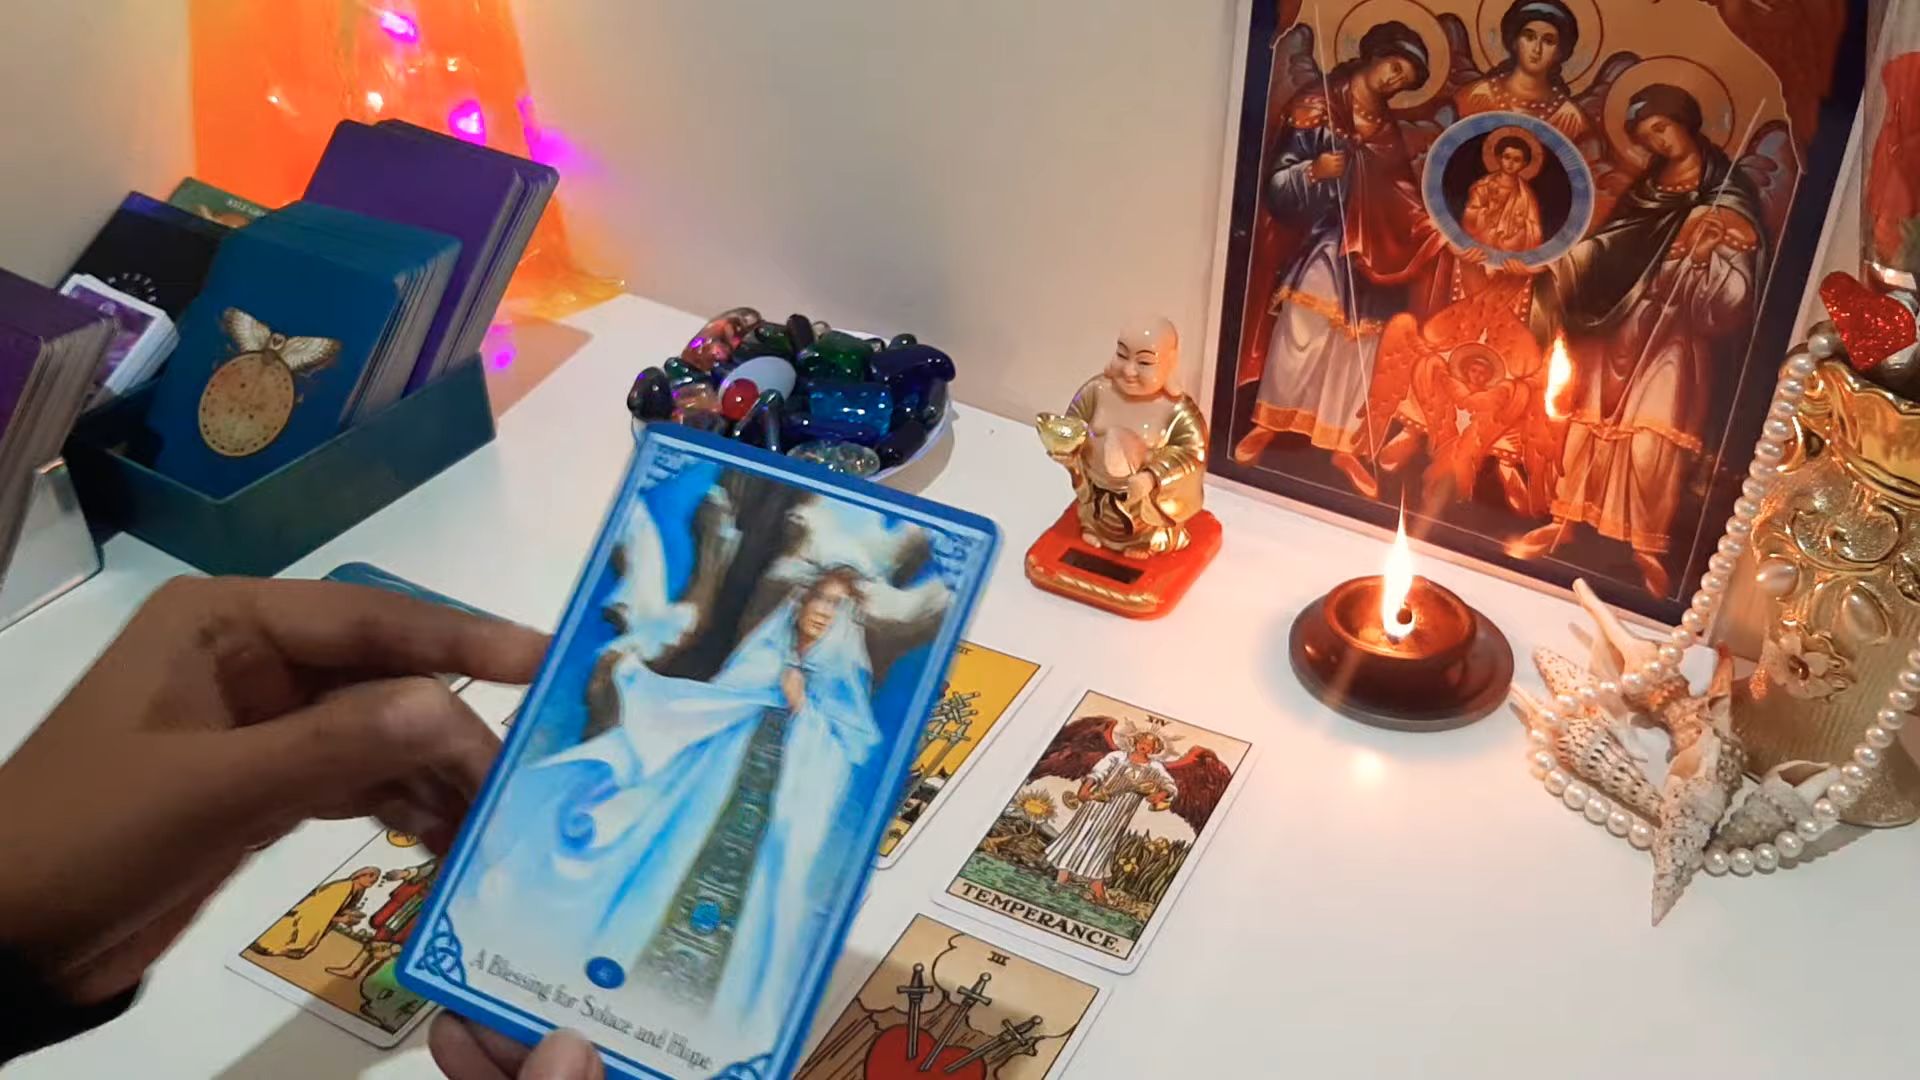 XIV
TEMPERANCE.
III
A Blessing for Solace and Hope